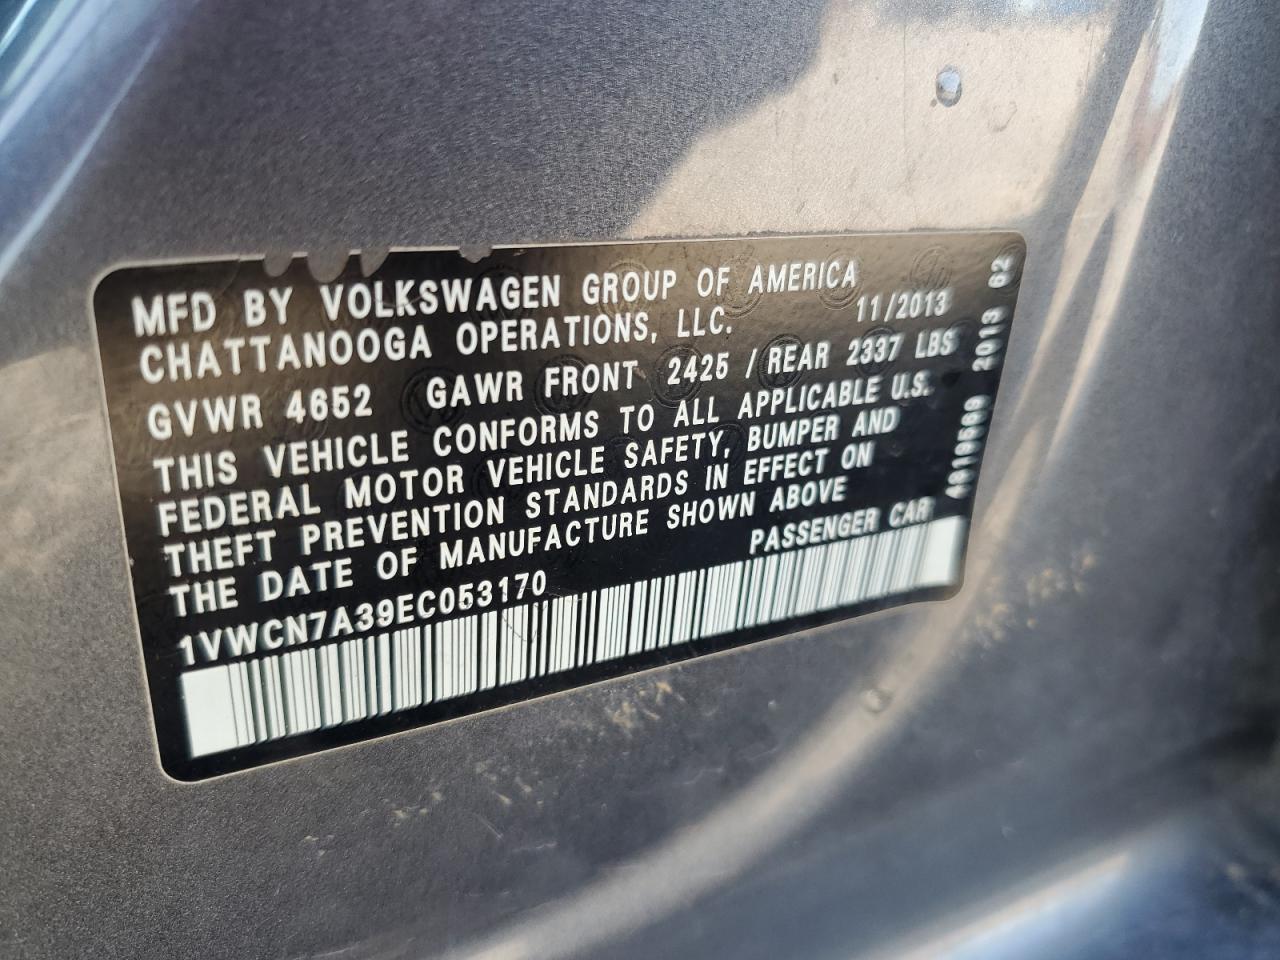 MFD BY VOLKSWAGEN GROUP OF AMERICA
CHATTANOOGA OPERATIONS, LLC. 11/2013
GVWR 4652 GAWR FRONT 2425 / REAR 2337 LBS
THIS VEHICLE CONFORMS TO ALL APPLICABLE U.S.
FEDERAL MOTOR VEHICLE SAFETY, BUMPER AND
THEFT PREVENTION STANDARDS IN EFFECT ON
THE DATE OF MANUFACTURE SHOWN ABOVE
1VWCN7A39EC053170 PASSENGER CAR
2013 62